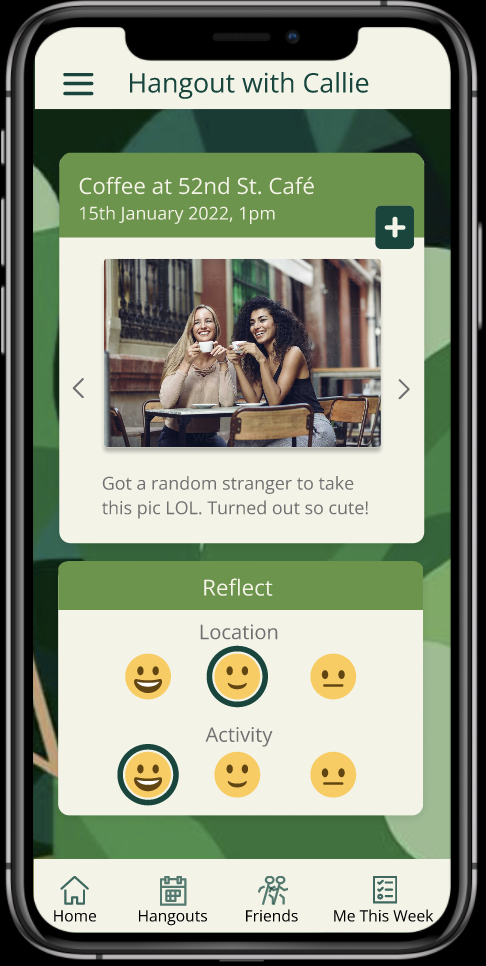 Hangout with Callie
Coffee at 52nd St. Café
15th January 2022, 1pm
Got a random stranger to take
this pic LOL. Turned out so cute!
Reflect
Location
Activity
Home
Hangouts
Friends
Me This Week